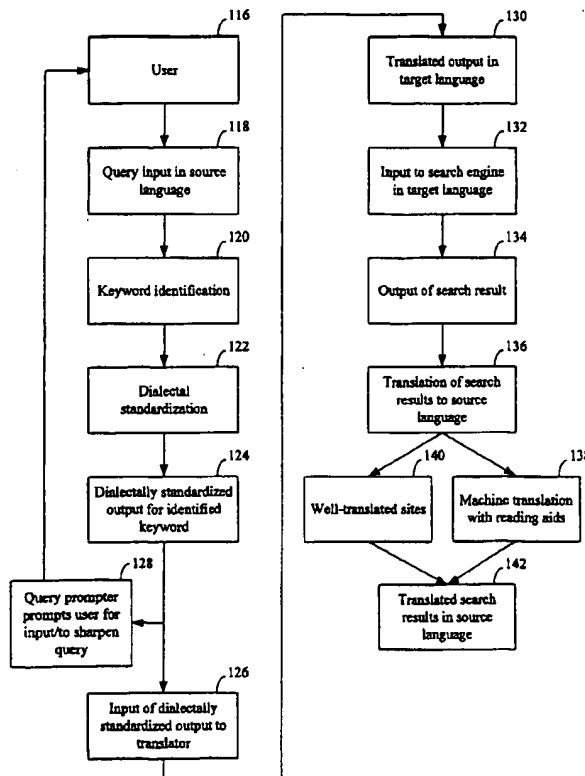 116
User
118
Query input in source
language
120
Keyword identification
122
Dialectal
standardization
124
Dialectally standardized
output for identified
keyword
128
Query prompter
prompts user for
input/to sharpen
query
126
Input of dialectally
standardized output to
translator
130
Translated output in
target language
132
Input to search engine
in target language
134
Output of search result
136
Translation of search
results to source
language
140
Well-translated sites
138
Machine translation
with reading aids
142
Translated search
results in source
language